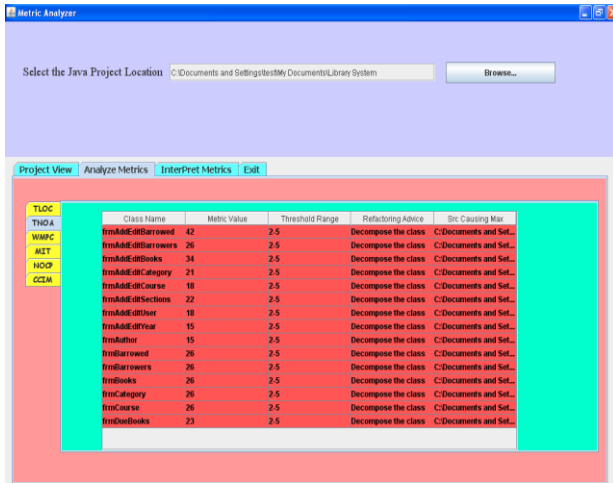 Metric Analyzer
Select the Java Project Location C:\Documents and Settings\test\My Documents\Library System Browse...
Project View Analyze Metrics InterPret Metrics Exit
TLOC
TNOA
WMPC
MIT
NOCP
CCIM
Class Name Metric Value Threshold Range Refactoring Advice Src Causing Max
frmAddEditBarrowed 42 2-5 Decompose the class C:\Documents and Set...
frmAddEditBarrowers 26 2-5 Decompose the class C:\Documents and Set...
frmAddEditBooks 34 2-5 Decompose the class C:\Documents and Set...
frmAddEditCategory 21 2-5 Decompose the class C:\Documents and Set...
frmAddEditCourse 18 2-5 Decompose the class C:\Documents and Set...
frmAddEditSections 22 2-5 Decompose the class C:\Documents and Set...
frmAddEditUser 18 2-5 Decompose the class C:\Documents and Set...
frmAddEditYear 15 2-5 Decompose the class C:\Documents and Set...
frmAuthor 15 2-5 Decompose the class C:\Documents and Set...
frmBarrowed 26 2-5 Decompose the class C:\Documents and Set...
frmBarrowers 26 2-5 Decompose the class C:\Documents and Set...
frmBooks 26 2-5 Decompose the class C:\Documents and Set...
frmCategory 26 2-5 Decompose the class C:\Documents and Set...
frmCourse 26 2-5 Decompose the class C:\Documents and Set...
frmDueBooks 23 2-5 Decompose the class C:\Documents and Set...